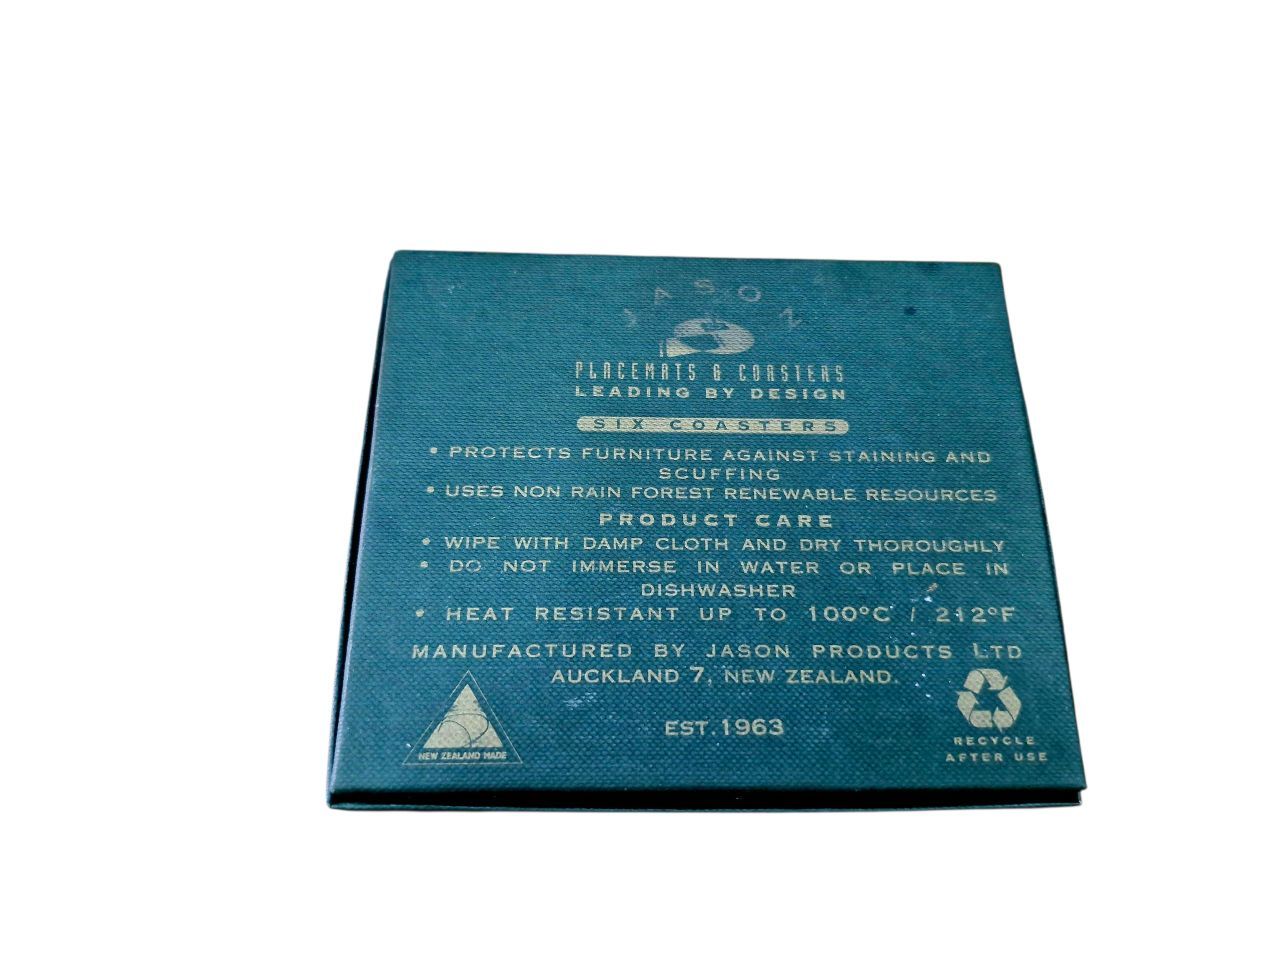 JASON
PLACEMATS & COASTERS
LEADING BY DESIGN
SIX COASTERS
• PROTECTS FURNITURE AGAINST STAINING AND
SCUFFING
• USES NON RAIN FOREST RENEWABLE RESOURCES
PRODUCT CARE
• WIPE WITH DAMP CLOTH AND DRY THOROUGHLY
• DO NOT IMMERSE IN WATER OR PLACE IN
DISHWASHER
• HEAT RESISTANT UP TO 100°C / 212°F
MANUFACTURED BY JASON PRODUCTS LTD
AUCKLAND 7, NEW ZEALAND.
EST.1963
NEW ZEALAND MADE
RECYCLE
AFTER USE